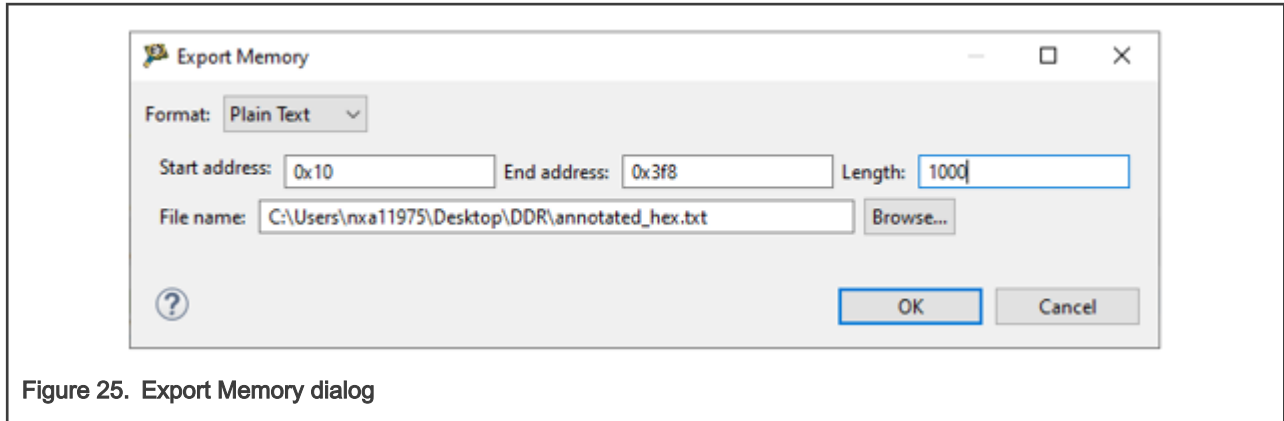 Export Memory
Format: Plain Text
Start address: 0x10 End address: 0x3f8 Length: 1000
File name: C:\Users\nxa11975\Desktop\DDR\annotated_hex.txt Browse...
? OK Cancel
Figure 25. Export Memory dialog